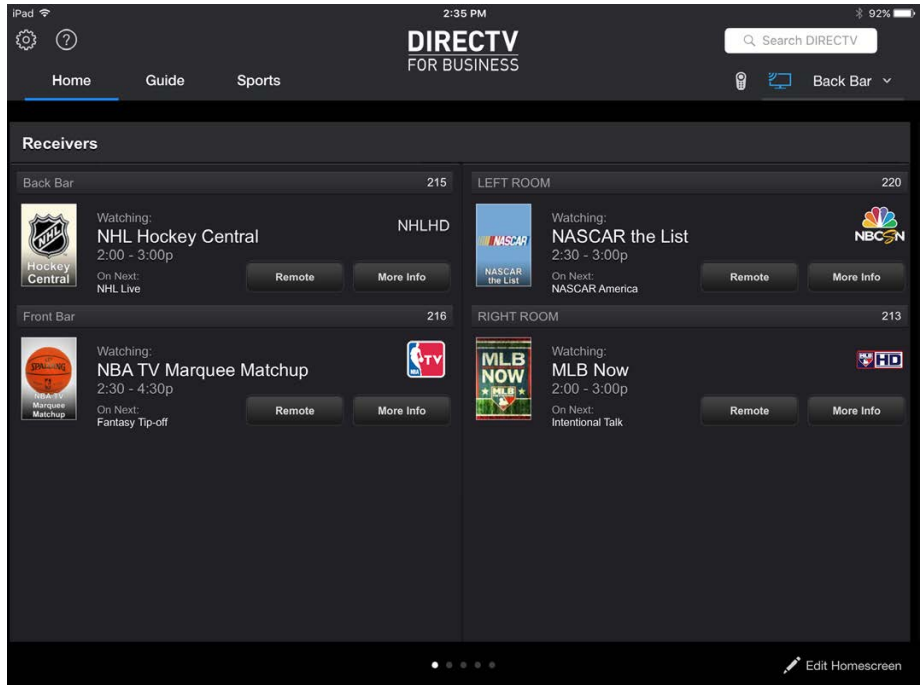 iPad 2:35 PM 92%
DIRECTV
FOR BUSINESS
Search DIRECTV
Home Guide Sports Back Bar
Receivers
Back Bar 215
NHL
Hockey
Central
Watching:
NHL Hockey Central
2:00 - 3:00p
NHLHD
On Next:
NHL Live
Remote More Info
LEFT ROOM 220
NASCAR
NASCAR
the List
Watching:
NASCAR the List
2:30 - 3:00p
NBCSN
On Next:
NASCAR America
Remote More Info
Front Bar 216
SPALDING
NBA TV
Marquee
Matchup
Watching:
NBA TV Marquee Matchup
2:30 - 4:30p
TV
NBA
On Next:
Fantasy Tip-off
Remote More Info
RIGHT ROOM 213
MLB
NOW
MLB
Watching:
MLB Now
2:00 - 3:00p
MLB HD
On Next:
Intentional Talk
Remote More Info
Edit Homescreen